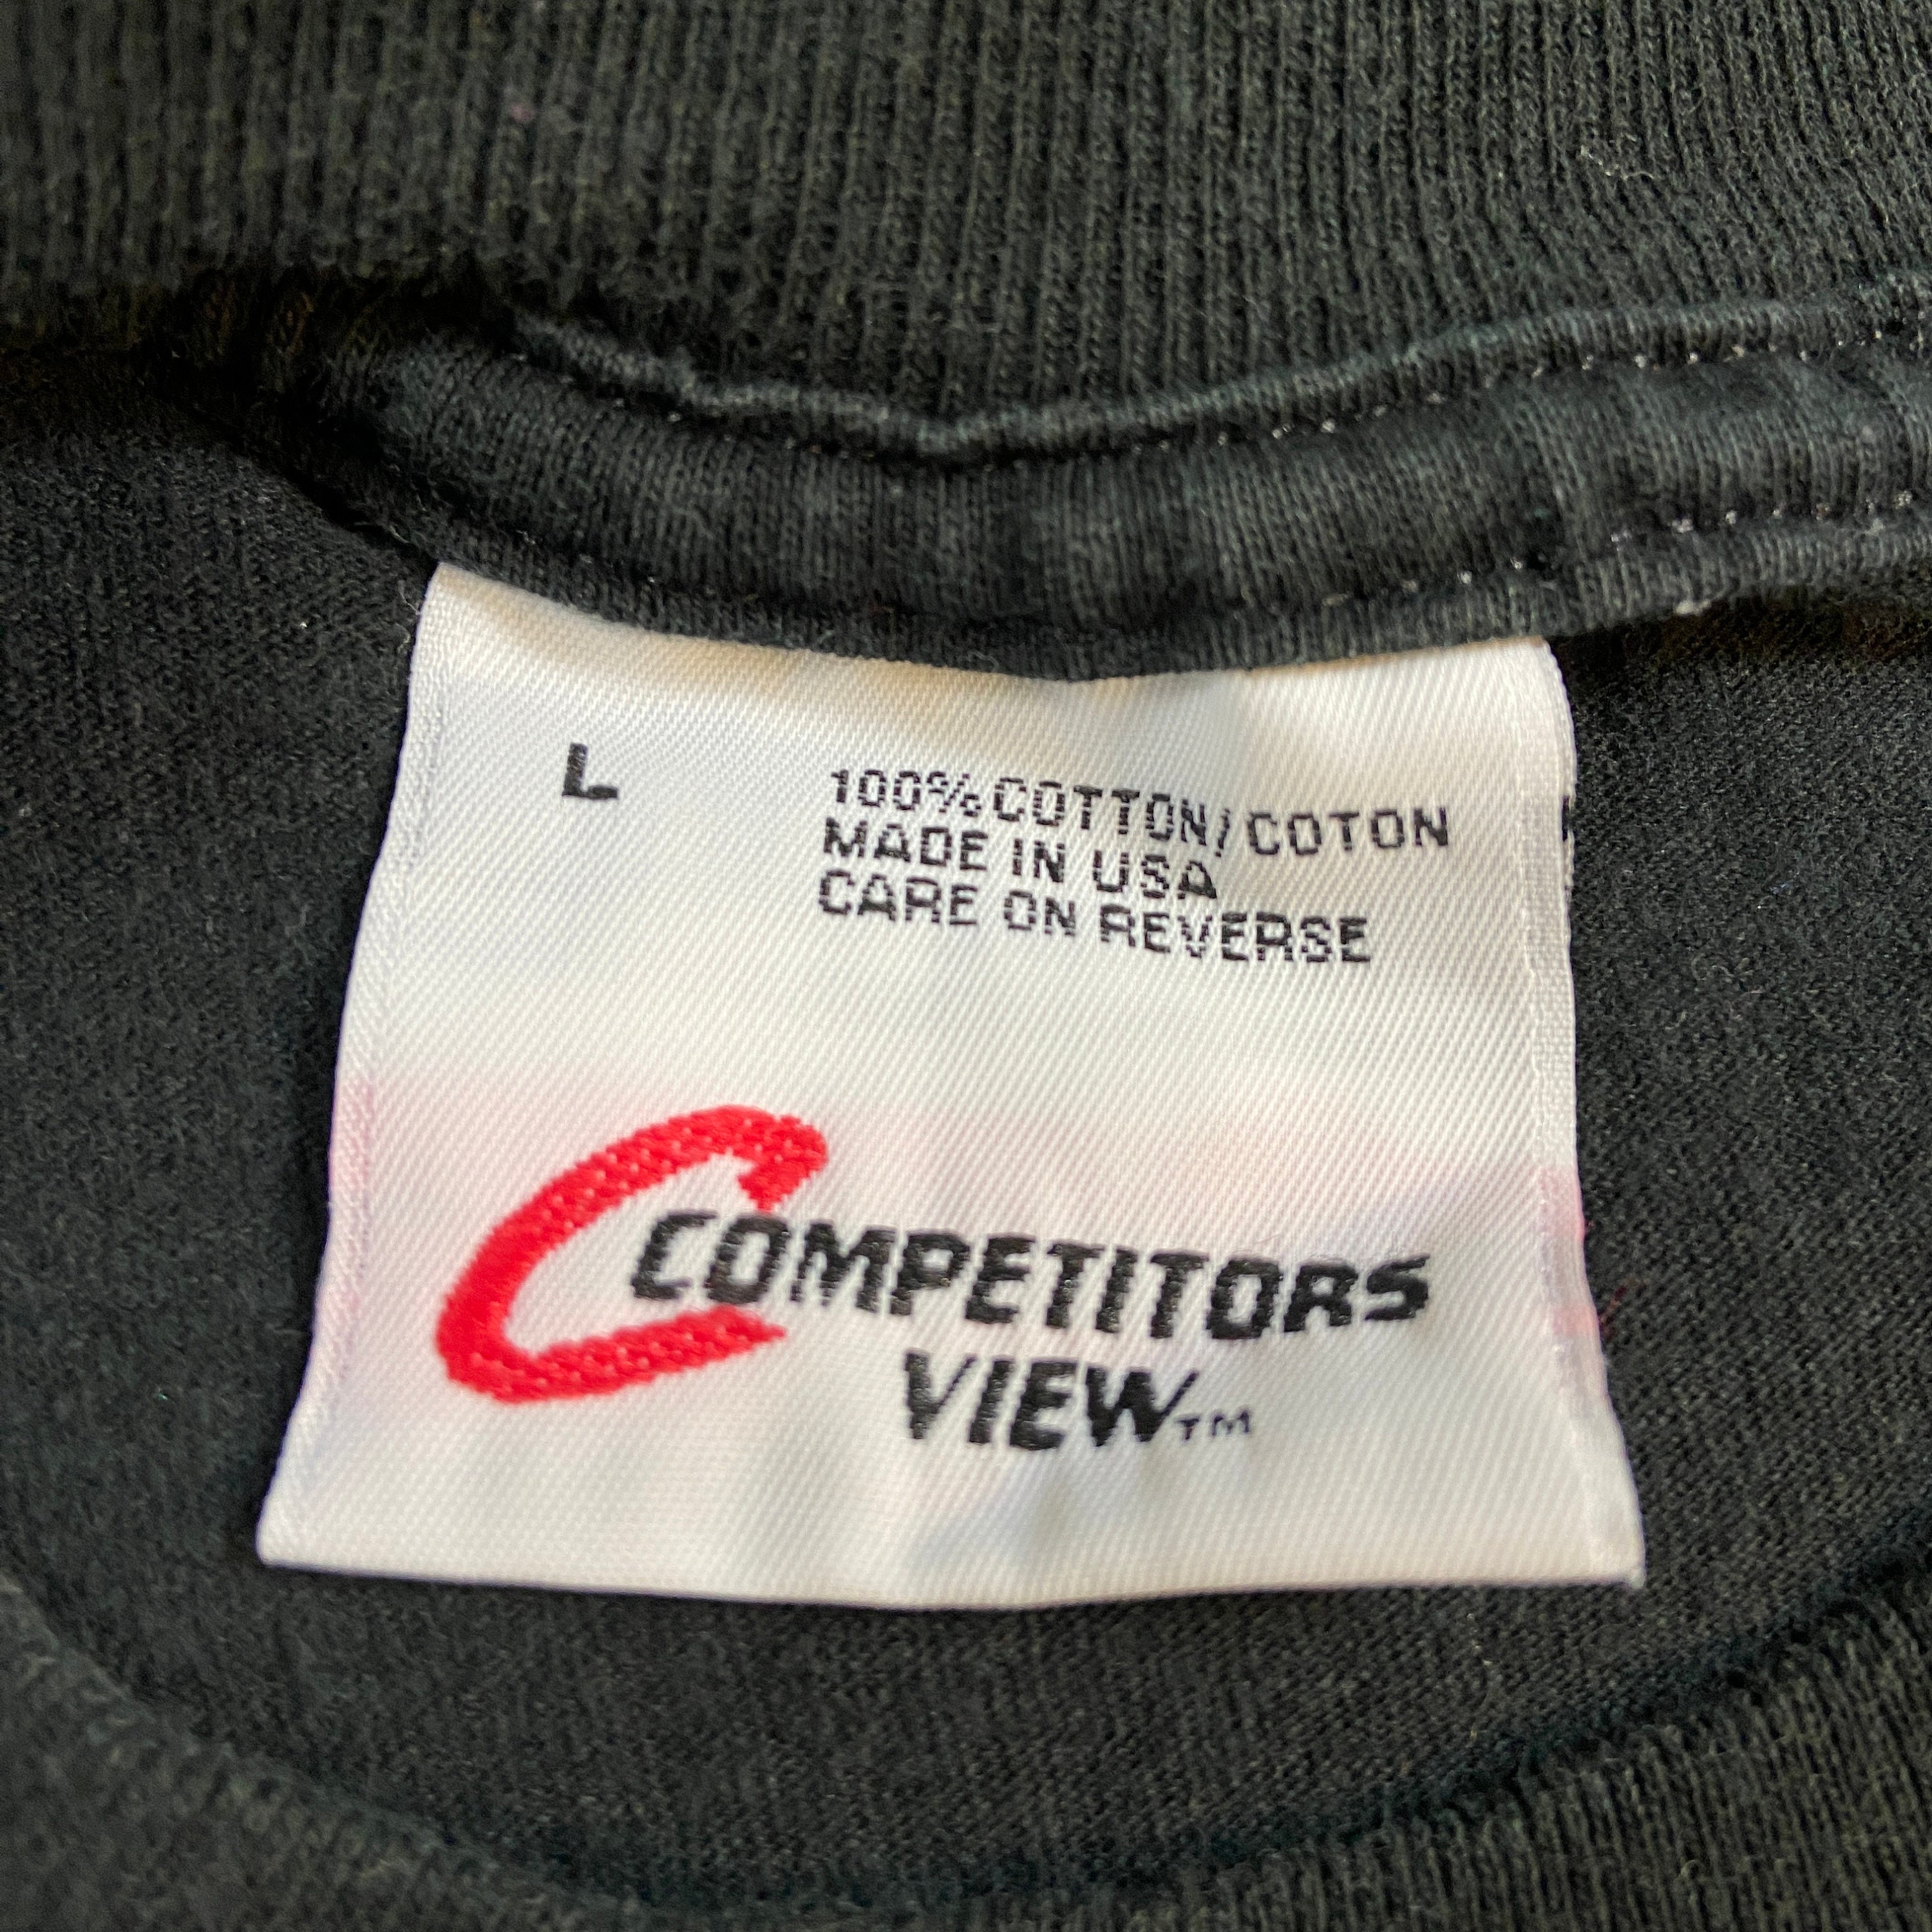 L
100% COTTON / COTON
MADE IN USA
CARE ON REVERSE
COMPETITORS
VIEW™